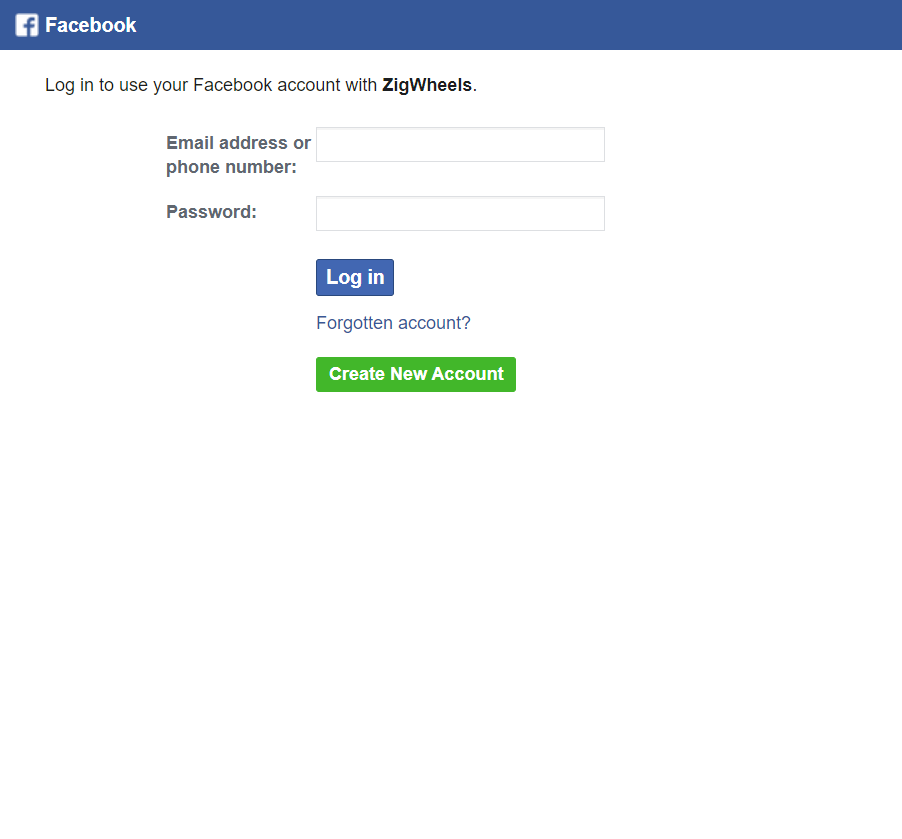 Facebook
Log in to use your Facebook account with ZigWheels.
Email address or
phone number:
Password:
Log in
Forgotten account?
Create New Account